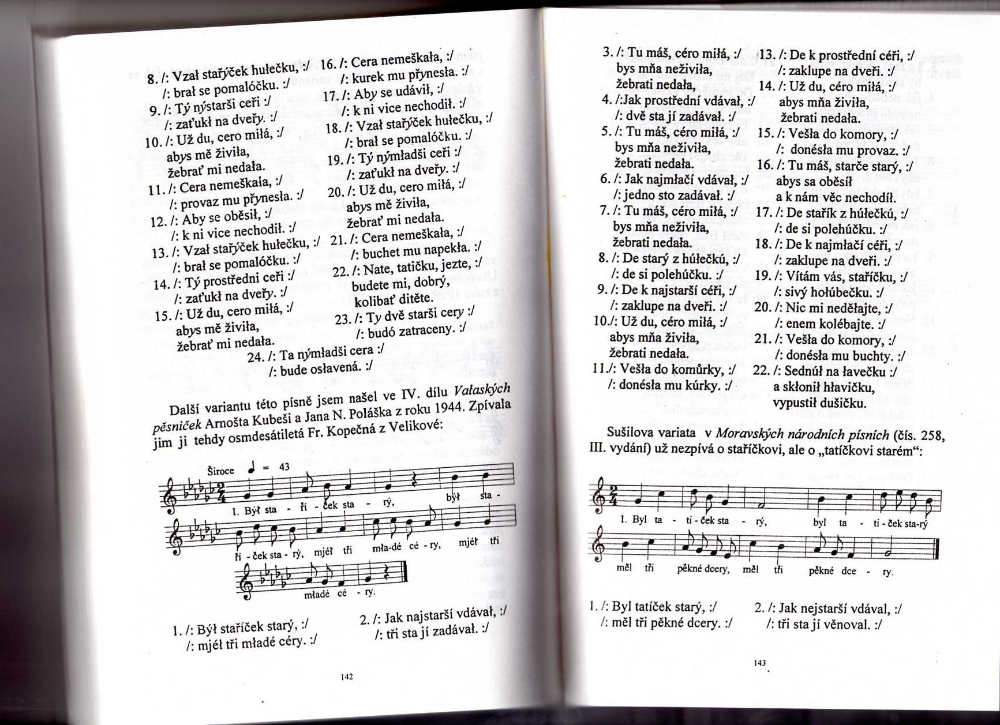 8. /: Vzał stařýček hułečku, :/
/: brał se pomalóčku. :/
9. /: Tý nýstarši ceři :/
/: zaťukł na dveřy. :/
10. /: Už du, cero miłá, :/
abys mě živiła,
žebrať mi nedała.
11. /: Cera nemeškała, :/
/: provaz mu přynesła. :/
12. /: Aby se oběsił, :/
/: k ni vice nechodił. :/
13. /: Vzał stařýček hułečku, :/
/: brał se pomalóčku. :/
14. /: Tý prostředni ceři :/
/: zaťukł na dveřy. :/
15. /: Už du, cero miłá, :/
abys mě živiła,
žebrať mi nedała.
16. /: Cera nemeškała, :/
/: kurek mu přynesła. :/
17. /: Aby se udávił, :/
/: k ni vice nechodił. :/
18. /: Vzał stařýček hułečku, :/
/: brał se pomalóčku. :/
19. /: Tý nýmładši ceři :/
/: zaťukł na dveřy. :/
20. /: Už du, cero miłá, :/
abys mě živiła,
žebrať mi nedała.
21. /: Cera nemeškała, :/
/: buchet mu napekła. :/
22. /: Nate, tatičku, jezte, :/
budete mi, dobrý,
kolibať ditěte.
23. /: Ty dvě starši cery :/
/: budó zatraceny. :/
24. /: Ta nýmładši cera :/
/: bude osłavená. :/
Další variantu této písně jsem našel ve IV. dílu Vałaských
pěsniček Arnošta Kubeši a Jana N. Poláška z roku 1944. Zpívala
jim ji tehdy osmdesátiletá Fr. Kopečná z Velikové:
Široce = 43
2 4
1. Był sta - ři - ček sta - rý, był sta -
ři - ček sta - rý, mjéł tři mła-dé cé - ry, mjéł tři
mładé cé - ry.
1. /: Był staříček starý, :/
/: mjéł tři mładé céry. :/
2. /: Jak najstarší vdávał, :/
/: tři sta jí zadávał. :/
142
3. /: Tu máš, céro miłá, :/
bys mňa neživiła,
žebrati nedała,
4. /:Jak prostřední vdávał, :/
/: dvě sta jí zadávał. :/
5. /: Tu máš, céro miłá, :/
bys mňa neživiła,
žebrati nedała.
6. /: Jak najmłačí vdávał, :/
/: jedno sto zadávał. :/
7. /: Tu máš, céro miłá, :/
bys mňa neživiła,
žebrati nedała.
8. /: De starý z húłečkú, :/
/: de si polehúčku. :/
9. /: De k najstarší céři, :/
/: zaklupe na dveři. :/
10./: Už du, céro miłá, :/
abys mňa živiła,
žebrati nedała.
11./: Vešła do komůrky, :/
/: donésła mu kúrky. :/
13. /: De k prostřední céři, :/
/: zaklupe na dveři. :/
14. /: Už du, céro miłá, :/
abys mňa živiła,
žebrati nedała.
15. /: Vešła do komory, :/
/: donésła mu provaz. :/
16. /: Tu máš, starče starý, :/
abys sa oběsíł
a k nám věc nechodíł.
17. /: De stařík z húłečkú, :/
/: de si polehúčku. :/
18. /: De k najmłačí céři, :/
/: zaklupe na dveři. :/
19. /: Vítám vás, staříčku, :/
/: sivý hołúbečku. :/
20. /: Nic mi neděłajte, :/
/: enem kolébajte. :/
21. /: Vešła do komory, :/
/: donésła mu buchty. :/
22. /: Sednúł na łavečku :/
a skłonił hłavičku,
vypustił dušičku.
Sušilova variata v Moravských národních písních (čís. 258,
III. vydání) už nezpívá o staříčkovi, ale o „tatíčkovi starém“:
2 4
1. Byl ta - ti - ček sta - rý, byl ta - ti - ček sta-rý
měl tři pěkné dcery, měl tři pěkné dce - ry.
1. /: Byl tatíček starý, :/
/: měl tři pěkné dcery. :/
2. /: Jak nejstarší vdával, :/
/: tři sta jí věnoval. :/
143